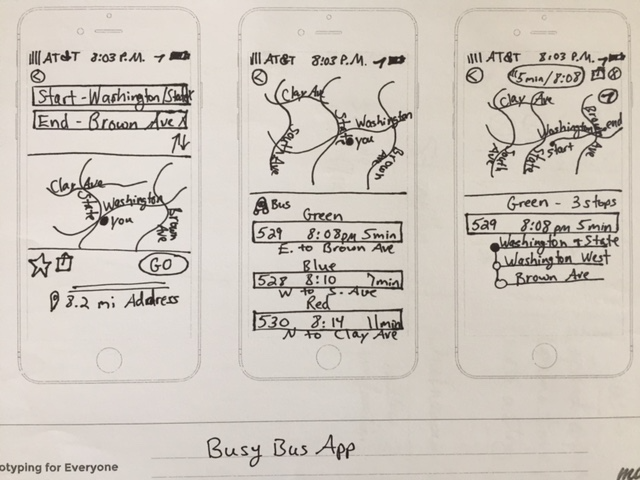 AT&T 8:03 P.M.
<
Start - Washington/State
End - Brown Ave
Clay Ave
State
Washington
you
Brown Ave
GO
8.2 mi Address
AT&T 8:03 P.M.
<
Clay Ave
South Ave
State
Washington
you
Brown Ave
Bus
Green
529 8:08pm 5min
E. to Brown Ave
Blue
528 8:10 7min
W to S. Ave
Red
530 8:14 11min
N to Clay Ave
AT&T 8:03 P.M.
<
5min/8:08
Clay Ave
South Ave
State
Washington
start
Brown Ave
end
Green - 3 stops
529 8:08pm 5min
Washington & State
Washington West
Brown Ave
Busy Bus App
otyping for Everyone